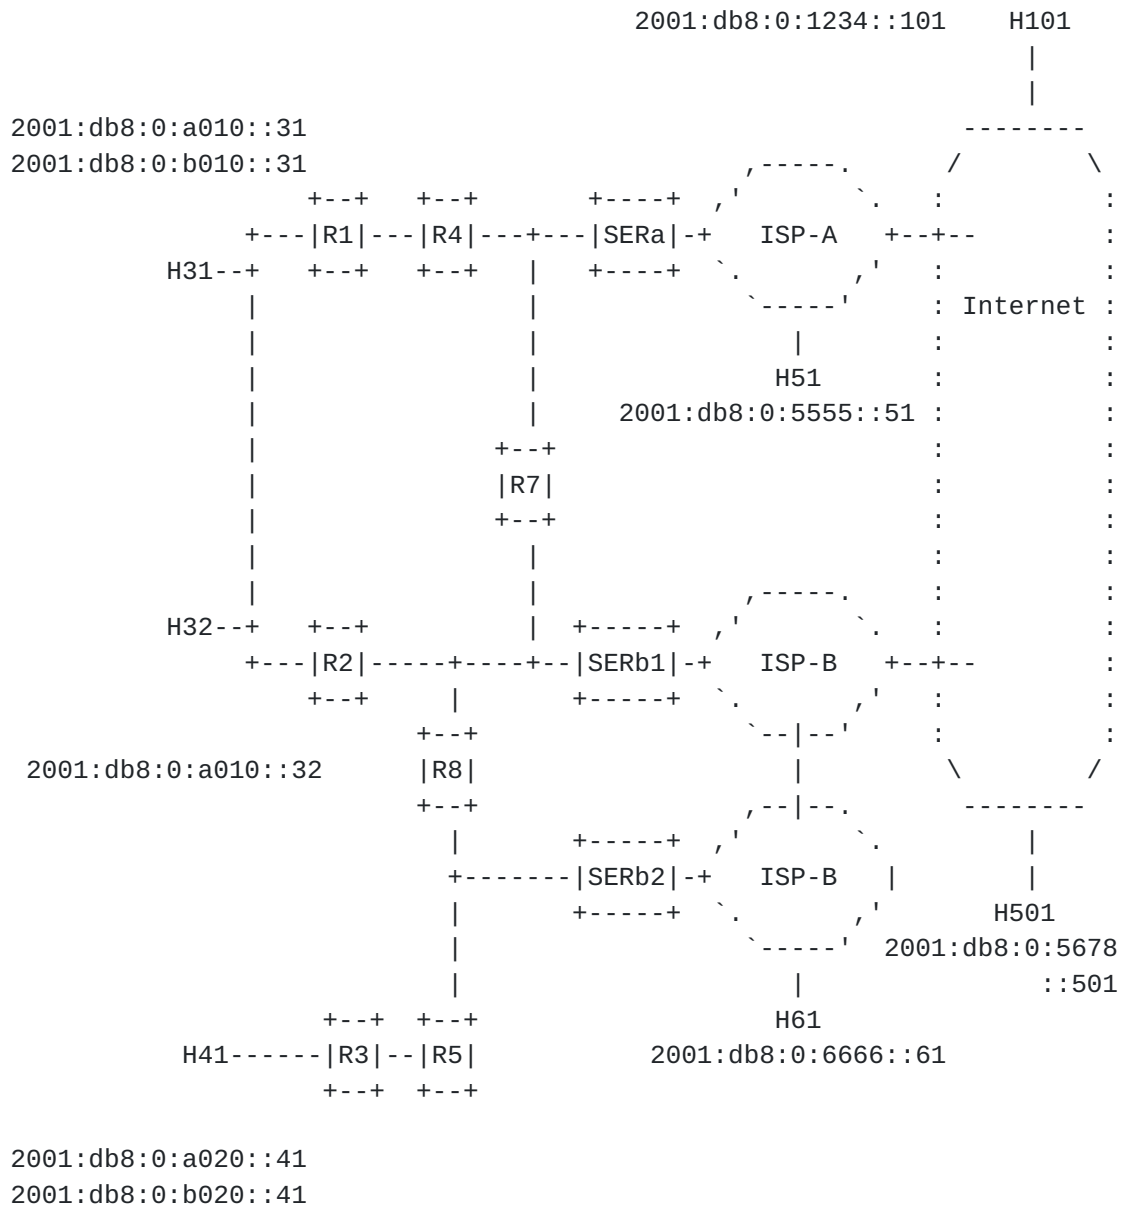 2001:db8:0:1234::101    H101
2001:db8:0:a010::31
2001:db8:0:b010::31
R1 R4 SERa ISP-A
H31
Internet
H51
2001:db8:0:5555::51
R7
H32
R2 SERb1 ISP-B
2001:db8:0:a010::32 R8
SERb2 ISP-B
H501
2001:db8:0:5678
::501
H61
H41 R3 R5 2001:db8:0:6666::61
2001:db8:0:a020::41
2001:db8:0:b020::41